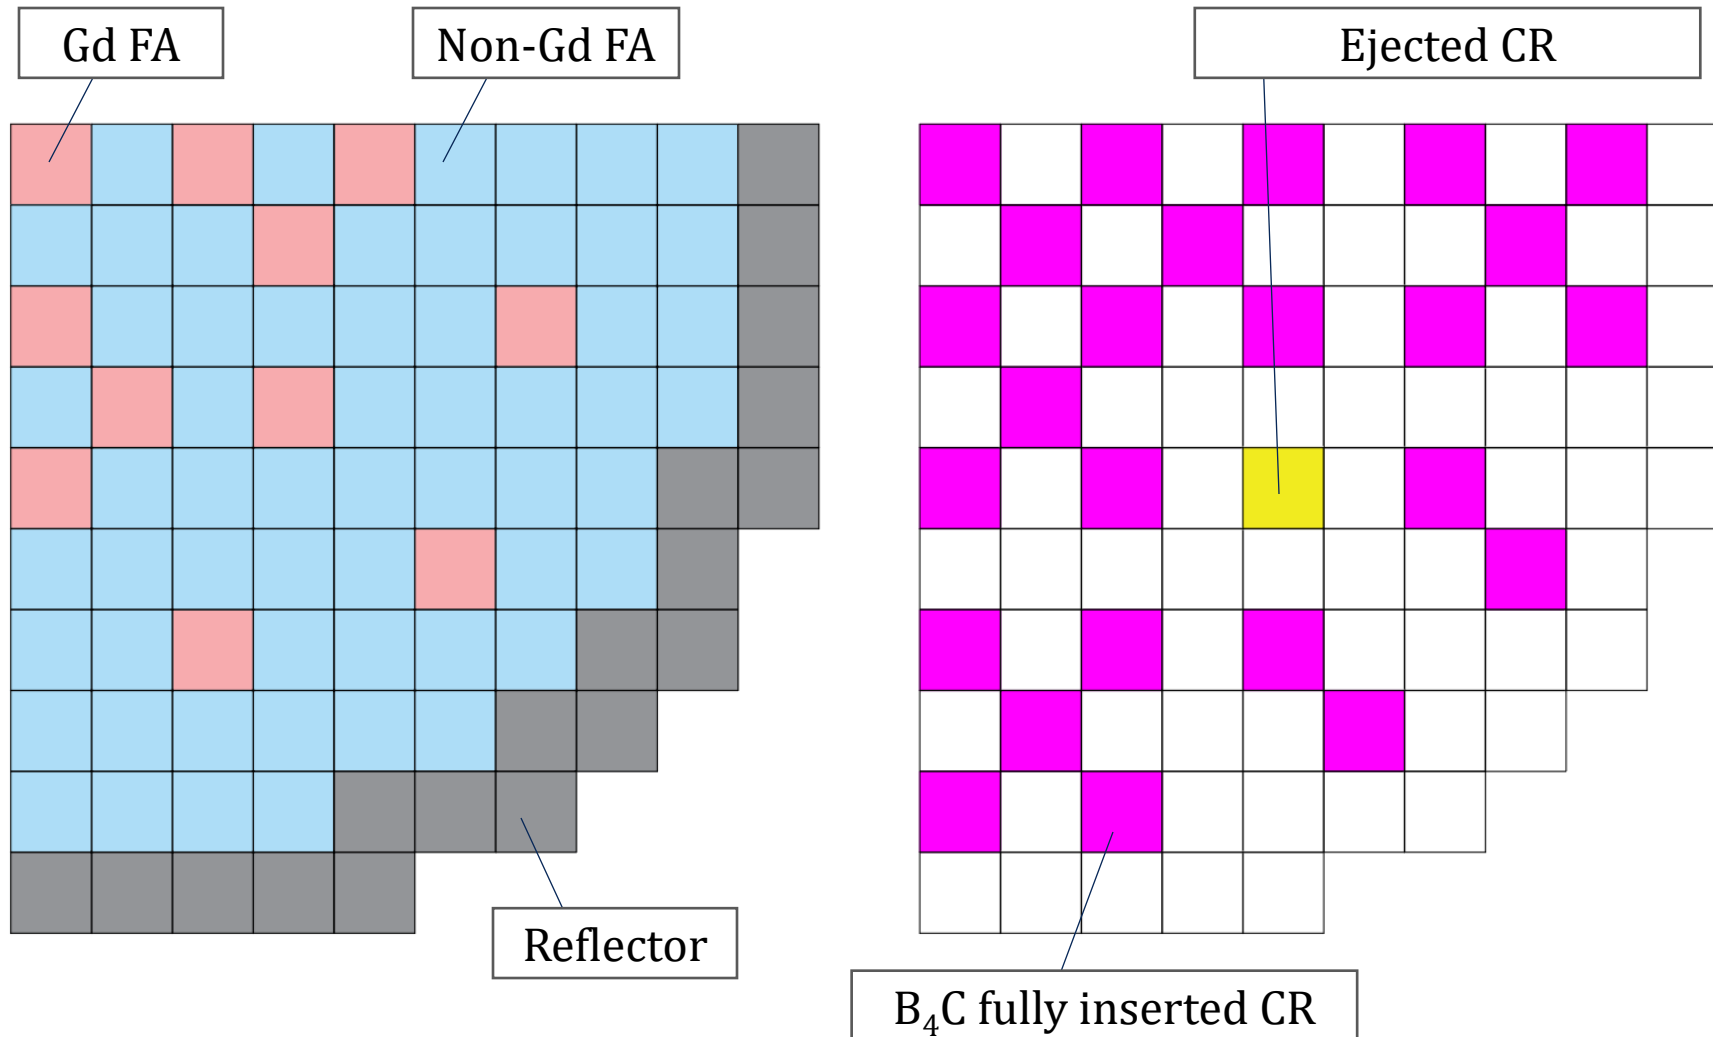 Gd FA
Non-Gd FA
Ejected CR
Reflector
B₄C fully inserted CR